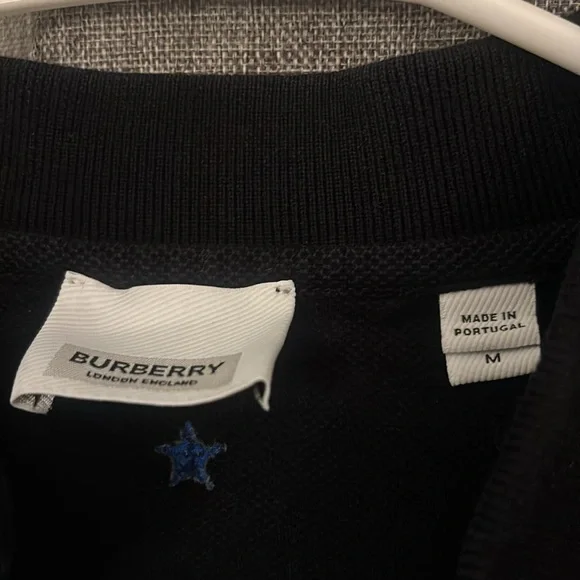 BURBERRY
LONDON ENGLAND
MADE IN
PORTUGAL
M